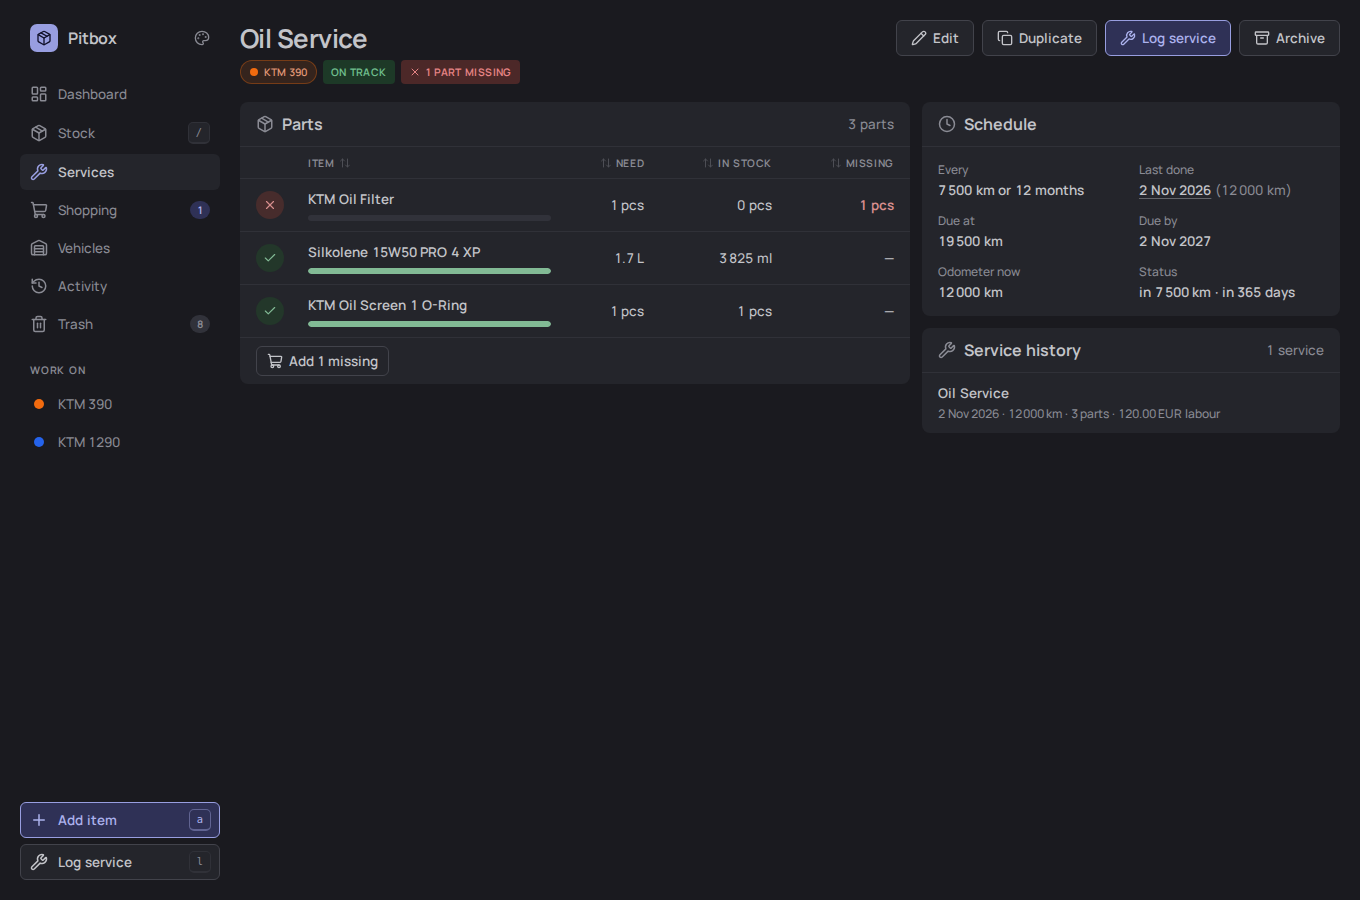 Pitbox
Dashboard
Stock /
Services
Shopping 1
Vehicles
Activity
Trash 8
WORK ON
KTM 390
KTM 1290
Add item a
Log service l
Oil Service
Edit
Duplicate
Log service
Archive
KTM 390
ON TRACK
1 PART MISSING
Parts 3 parts
ITEM NEED IN STOCK MISSING
KTM Oil Filter 1 pcs 0 pcs 1 pcs
Silkolene 15W50 PRO 4 XP 1.7 L 3 825 ml –
KTM Oil Screen 1 O-Ring 1 pcs 1 pcs –
Add 1 missing
Schedule
Every Last done
7 500 km or 12 months 2 Nov 2026 (12 000 km)
Due at Due by
19 500 km 2 Nov 2027
Odometer now Status
12 000 km in 7 500 km · in 365 days
Service history 1 service
Oil Service
2 Nov 2026 · 12 000 km · 3 parts · 120.00 EUR labour